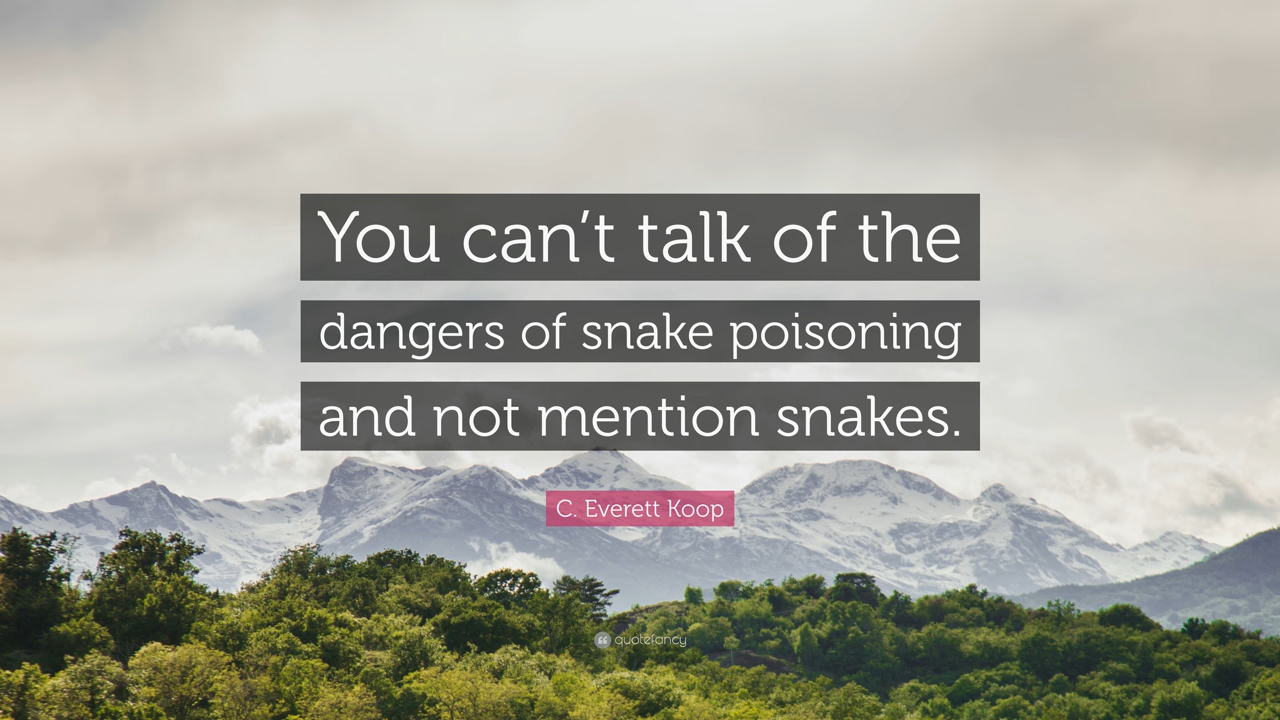 You can’t talk of the
dangers of snake poisoning
and not mention snakes.
C. Everett Koop
quotefancy